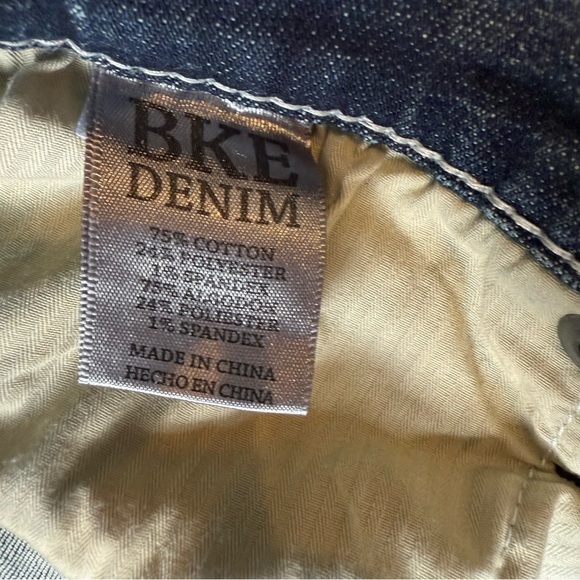 BKE
DENIM
75% COTTON
24% POLYESTER
1% SPANDEX
75% ALGODOX
24% POLIESTER
1% SPANDEX
MADE IN CHINA
HECHO EN CHINA